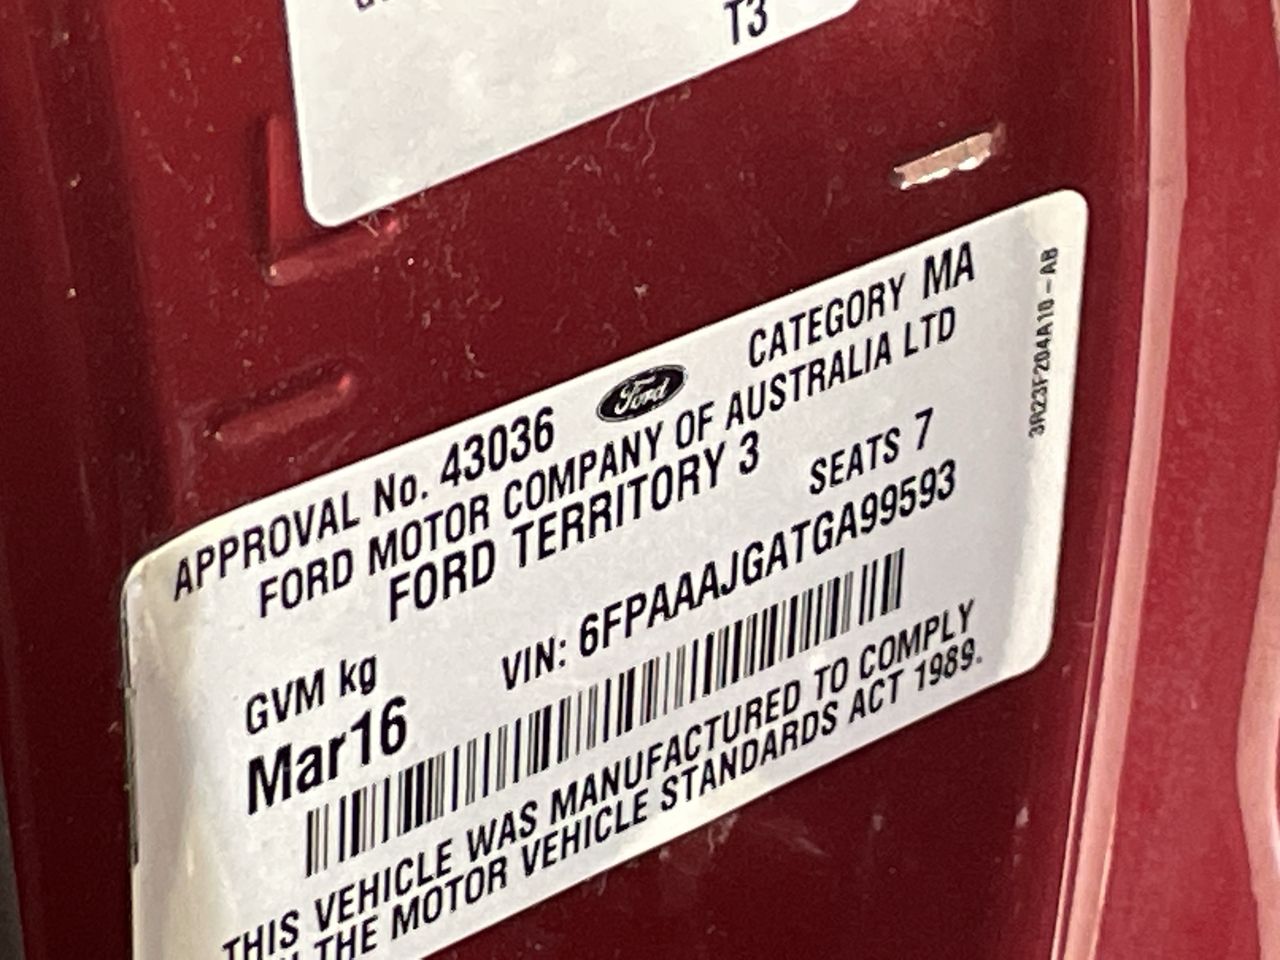 T3
APPROVAL No. 43036 Ford CATEGORY MA
FORD MOTOR COMPANY OF AUSTRALIA LTD
FORD TERRITORY 3 SEATS 7
GVM kg VIN: 6FPAAAJGATGA99593
Mar16
THIS VEHICLE WAS MANUFACTURED TO COMPLY
THE MOTOR VEHICLE STANDARDS ACT 1989.
3R23F204A10-AB